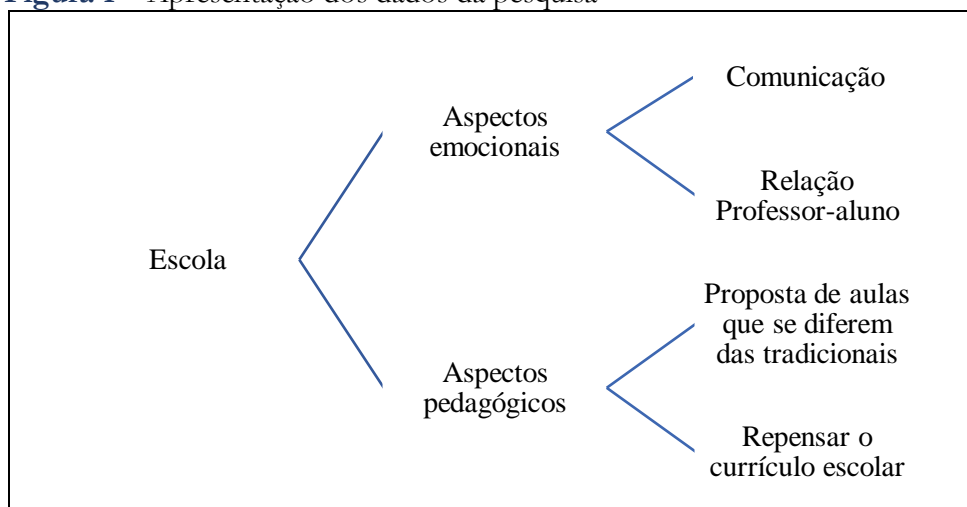 Figura 1 - Apresentação dos dados da pesquisa
Comunicação
Aspectos
emocionais
Relação
Professor-aluno
Escola
Proposta de aulas
que se diferem
das tradicionais
Aspectos
pedagógicos
Repensar o
currículo escolar